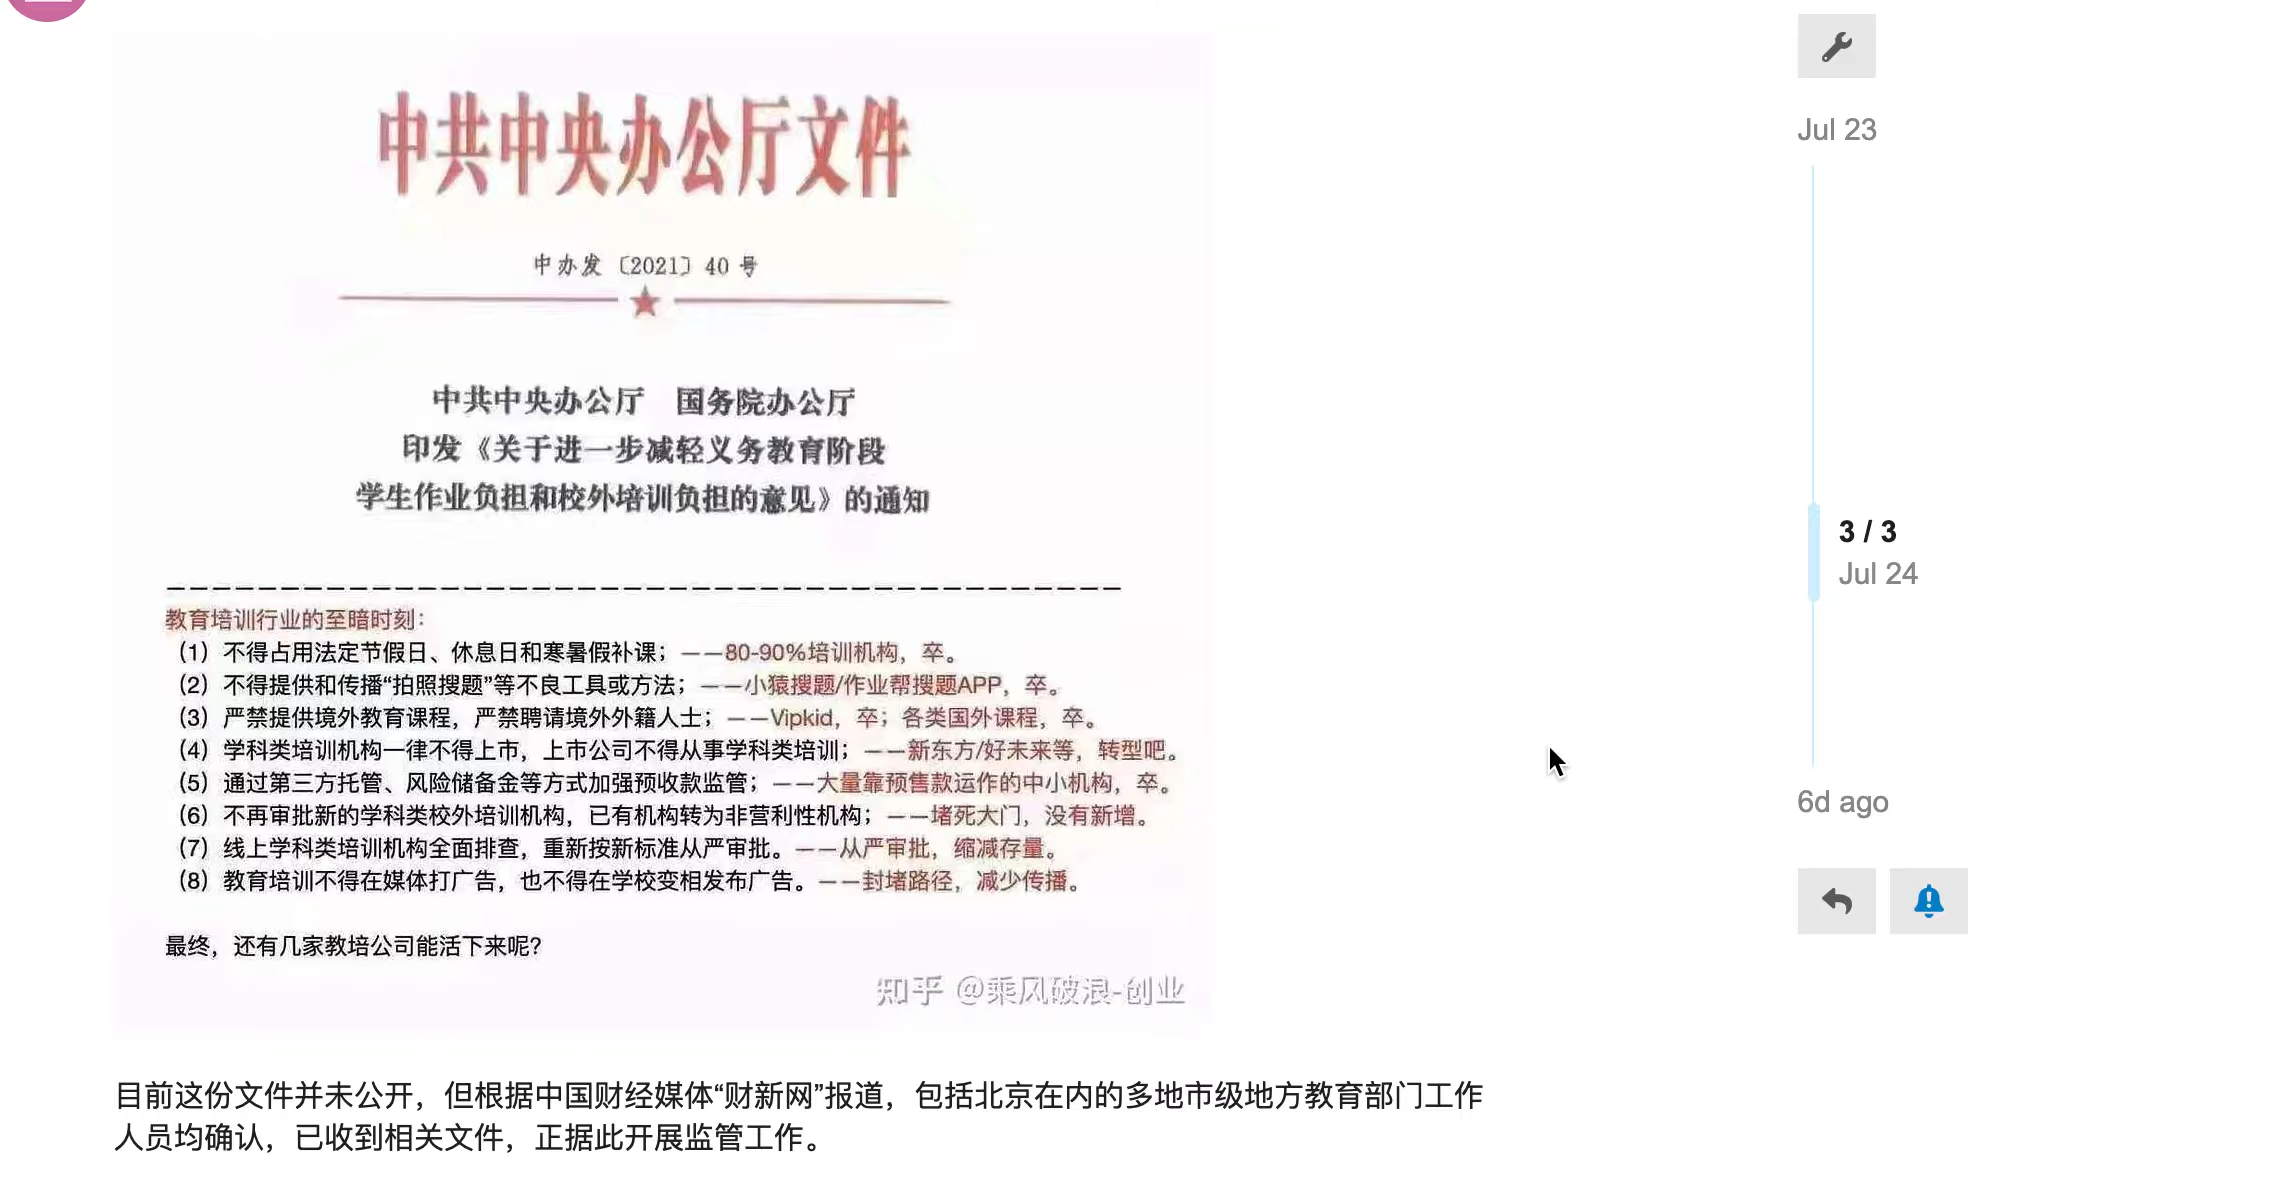 中共中央办公厅文件
中办发〔2021〕40 号
中共中央办公厅　国务院办公厅
印发《关于进一步减轻义务教育阶段
学生作业负担和校外培训负担的意见》的通知
教育培训行业的至暗时刻：
（1）不得占用法定节假日、休息日和寒暑假补课；——80-90%培训机构，卒。
（2）不得提供和传播“拍照搜题”等不良工具或方法；——小猿搜题/作业帮搜题APP，卒。
（3）严禁提供境外教育课程，严禁聘请境外外籍人士；——Vipkid，卒；各类国外课程，卒。
（4）学科类培训机构一律不得上市，上市公司不得从事学科类培训；——新东方/好未来等，转型吧。
（5）通过第三方托管、风险储备金等方式加强预收款监管；——大量靠预售款运作的中小机构，卒。
（6）不再审批新的学科类校外培训机构，已有机构转为非营利性机构；——堵死大门，没有新增。
（7）线上学科类培训机构全面排查，重新按新标准从严审批。——从严审批，缩减存量。
（8）教育培训不得在媒体打广告，也不得在学校变相发布广告。——封堵路径，减少传播。
最终，还有几家教培公司能活下来呢？
知乎 @乘风破浪-创业
目前这份文件并未公开，但根据中国财经媒体“财新网”报道，包括北京在内的多地市级地方教育部门工作
人员均确认，已收到相关文件，正据此开展监管工作。
Jul 23
3 / 3
Jul 24
6d ago